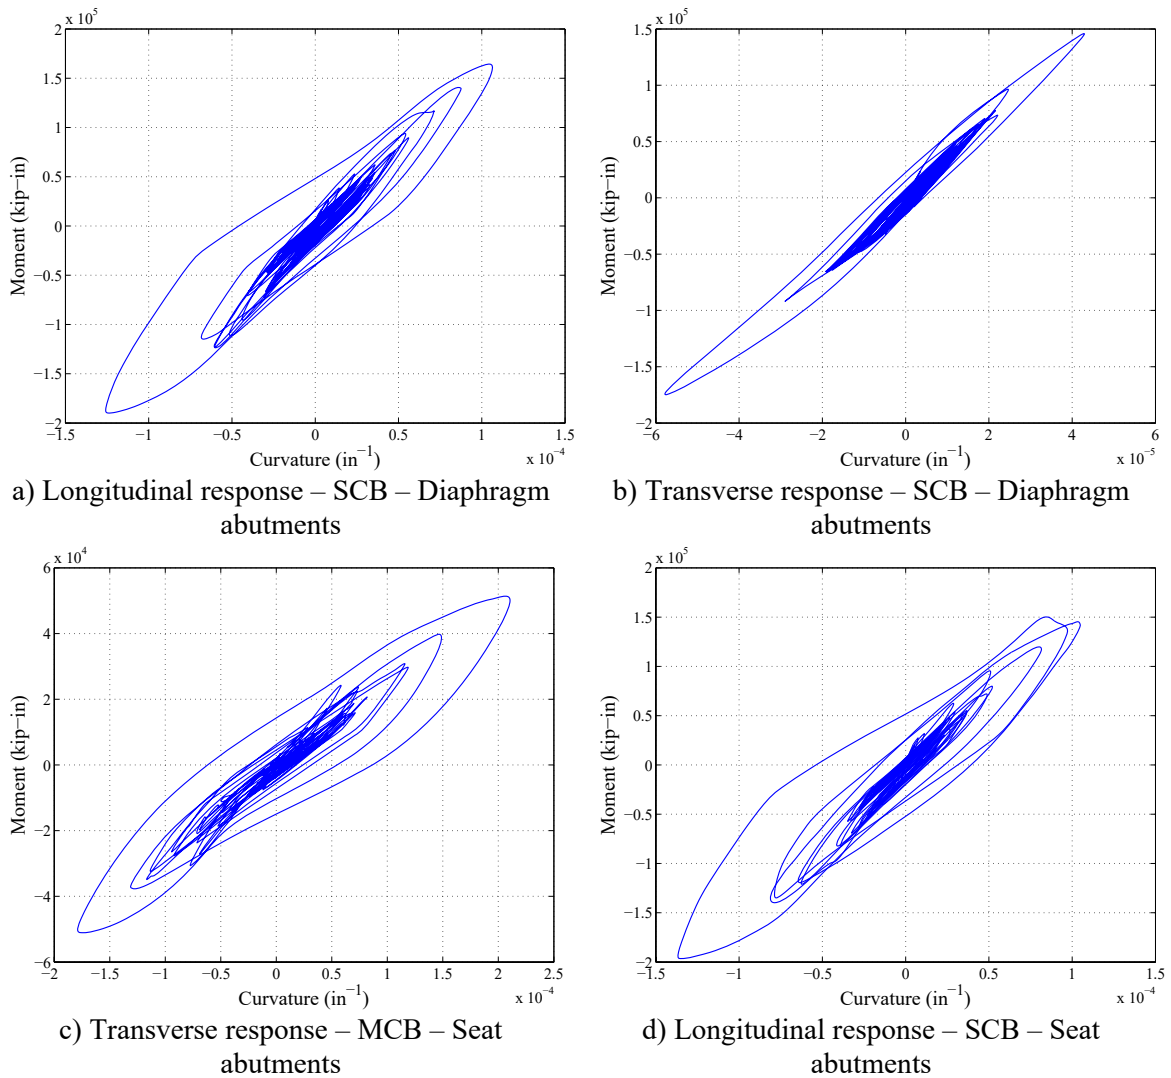 x 10^5
2
1.5
1
0.5
0
−0.5
−1
−1.5
−2
Moment (kip−in)
−1.5 −1 −0.5 0 0.5 1 1.5
Curvature (in^−1)
x 10^−4
a) Longitudinal response – SCB – Diaphragm
abutments
x 10^5
1.5
1
0.5
0
−0.5
−1
−1.5
−2
Moment (kip−in)
−6 −4 −2 0 2 4 6
Curvature (in^−1)
x 10^−5
b) Transverse response – SCB – Diaphragm
abutments
x 10^4
6
4
2
0
−2
−4
−6
Moment (kip−in)
−2 −1.5 −1 −0.5 0 0.5 1 1.5 2 2.5
Curvature (in^−1)
x 10^−4
c) Transverse response – MCB – Seat
abutments
x 10^5
2
1.5
1
0.5
0
−0.5
−1
−1.5
−2
Moment (kip−in)
−1.5 −1 −0.5 0 0.5 1 1.5
Curvature (in^−1)
x 10^−4
d) Longitudinal response – SCB – Seat
abutments